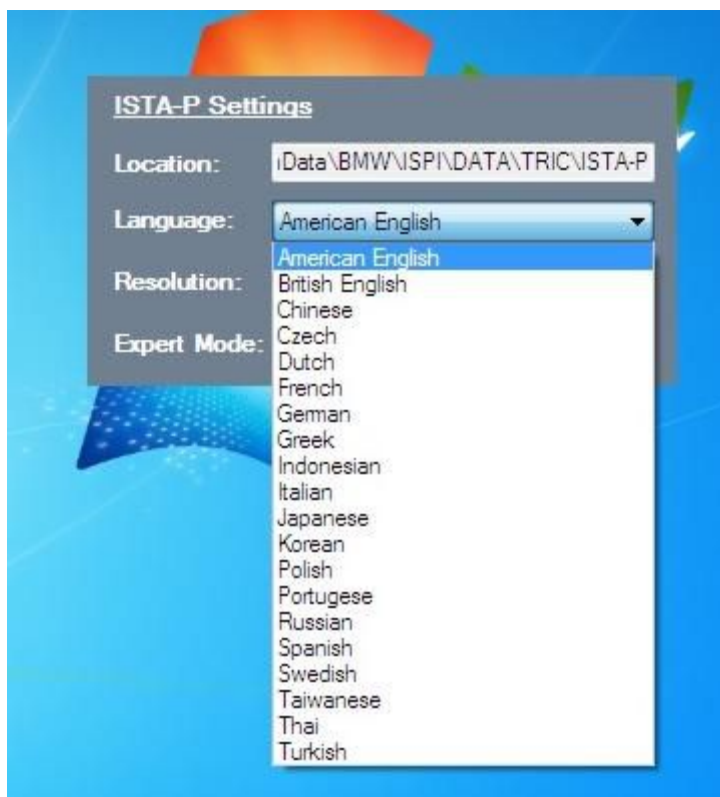 ISTA-P Settings
Location:
\Data\BMW\ISPI\DATA\TRIC\ISTA-P
Language:
American English
American English
British English
Resolution:
Chinese
Czech
Expert Mode:
Dutch
French
German
Greek
Indonesian
Italian
Japanese
Korean
Polish
Portugese
Russian
Spanish
Swedish
Taiwanese
Thai
Turkish